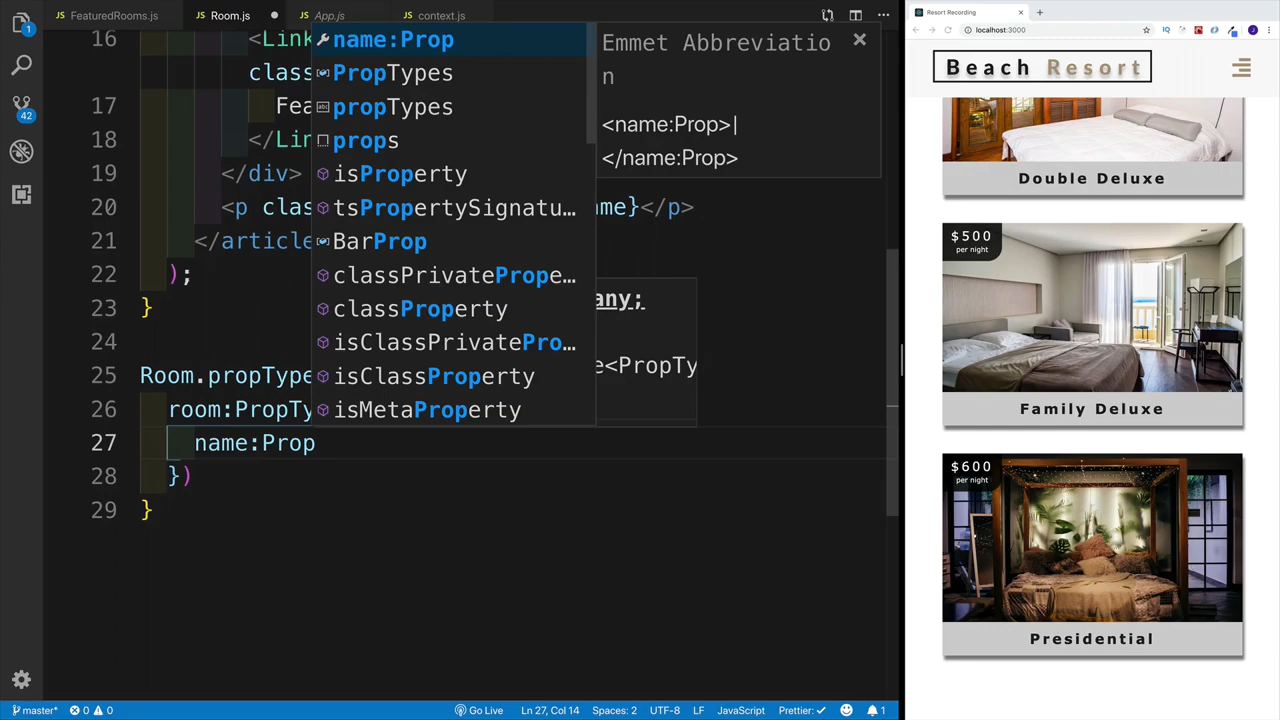 FeaturedRooms.js
Room.js
App.js
context.js
1
42
16 <Link
clas
17 Fea
18 </Lin
19 </div>
20 <p clas ame}</p>
21 </article
22 );
23 }
24
25 Room.propType
26 room:PropTy
27 name:Prop
28 })
29 }
name:Prop
PropTypes
propTypes
props
isProperty
tsPropertySignatu...
BarProp
classPrivatePrope...
classProperty
isClassPrivatePro...
isClassProperty
isMetaProperty
Emmet Abbreviatio
n
<name:Prop>|
</name:Prop>
any;
e<PropTy
master* 0 0 Go Live Ln 27, Col 14 Spaces: 2 UTF-8 LF JavaScript Prettier: ✓ 1
Resort Recording
localhost:3000
IQ
J
Beach Resort
Double Deluxe
$500
per night
Family Deluxe
$600
per night
Presidential